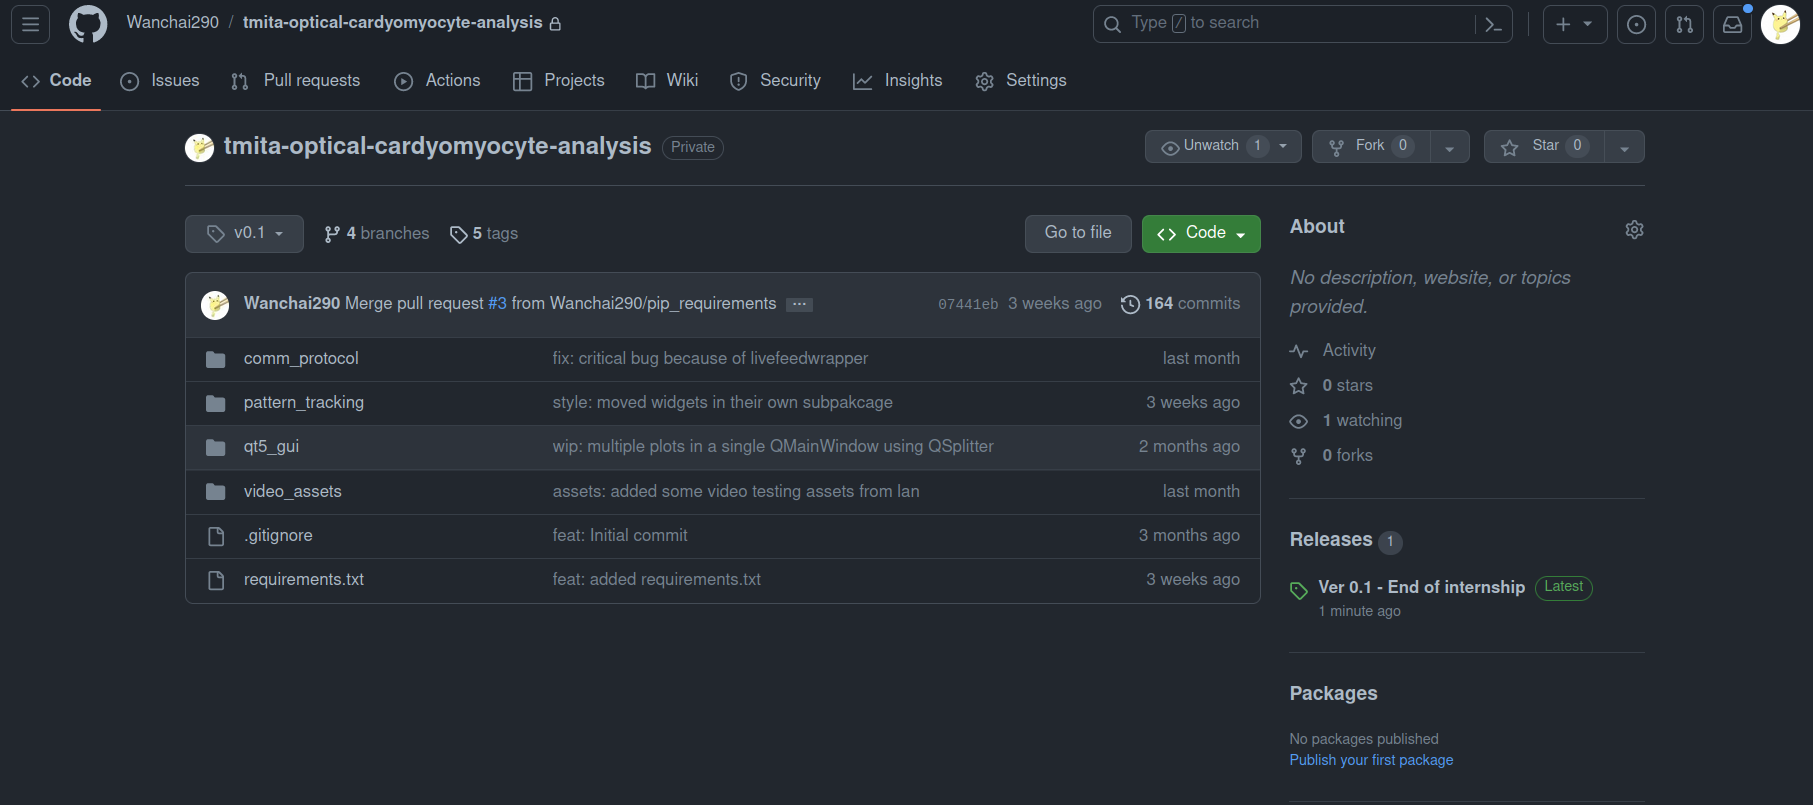 Wanchai290 / tmita-optical-cardyomyocyte-analysis
Type / to search
Code
Issues
Pull requests
Actions
Projects
Wiki
Security
Insights
Settings
tmita-optical-cardyomyocyte-analysis Private
Unwatch 1
Fork 0
Star 0
v0.1
4 branches
5 tags
Go to file
Code
Wanchai290 Merge pull request #3 from Wanchai290/pip_requirements ... 07441eb 3 weeks ago 164 commits
comm_protocol fix: critical bug because of livefeedwrapper last month
pattern_tracking style: moved widgets in their own subpakcage 3 weeks ago
qt5_gui wip: multiple plots in a single QMainWindow using QSplitter 2 months ago
video_assets assets: added some video testing assets from lan last month
.gitignore feat: Initial commit 3 months ago
requirements.txt feat: added requirements.txt 3 weeks ago
About
No description, website, or topics
provided.
Activity
0 stars
1 watching
0 forks
Releases 1
Ver 0.1 - End of internship Latest
1 minute ago
Packages
No packages published
Publish your first package